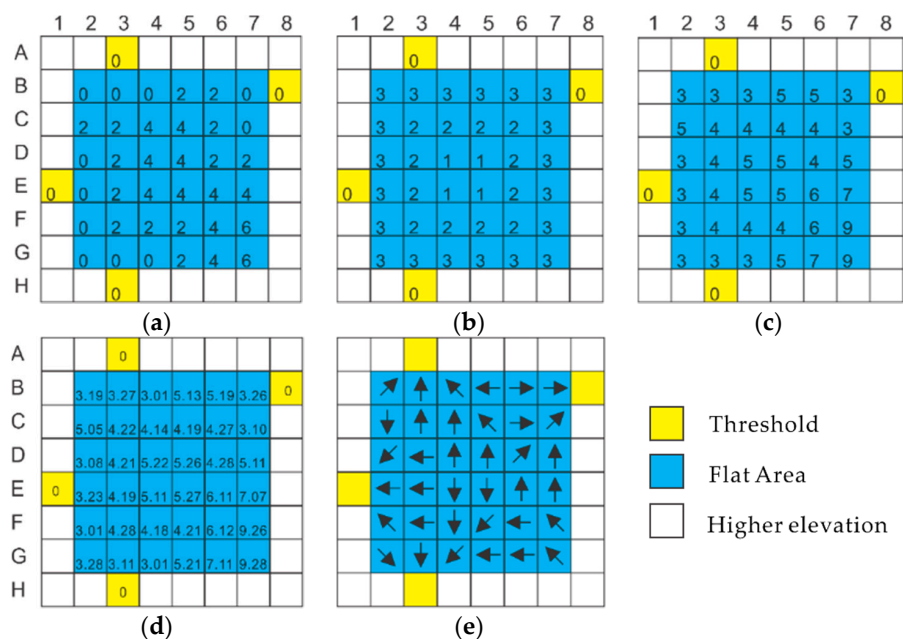 1 2 3 4 5 6 7 8 1 2 3 4 5 6 7 8 1 2 3 4 5 6 7 8
A 0 0 0
B 0 0 0 2 2 0 0 3 3 3 3 3 3 0 3 3 3 5 5 3 0
C 2 2 4 4 2 0 3 2 2 2 2 3 5 4 4 4 4 3
D 0 2 4 4 2 2 3 2 1 1 2 3 3 4 5 5 4 5
E 0 0 2 4 4 4 4 0 3 2 1 1 2 3 0 3 4 5 5 6 7
F 0 2 2 2 4 6 3 2 2 2 2 3 3 4 4 4 6 9
G 0 0 0 2 4 6 3 3 3 3 3 3 3 3 3 5 7 9
H 0 0 0
(a) (b) (c)
A 0
B 3.19 3.27 3.01 5.13 5.19 3.26 0
C 5.05 4.22 4.14 4.19 4.27 3.10
D 3.08 4.21 5.22 5.26 4.28 5.11
E 0 3.23 4.19 5.11 5.27 6.11 7.07
F 3.01 4.28 4.18 4.21 6.12 9.26
G 3.28 3.11 3.01 5.21 7.11 9.28
H 0
(d) (e)
Threshold
Flat Area
Higher elevation